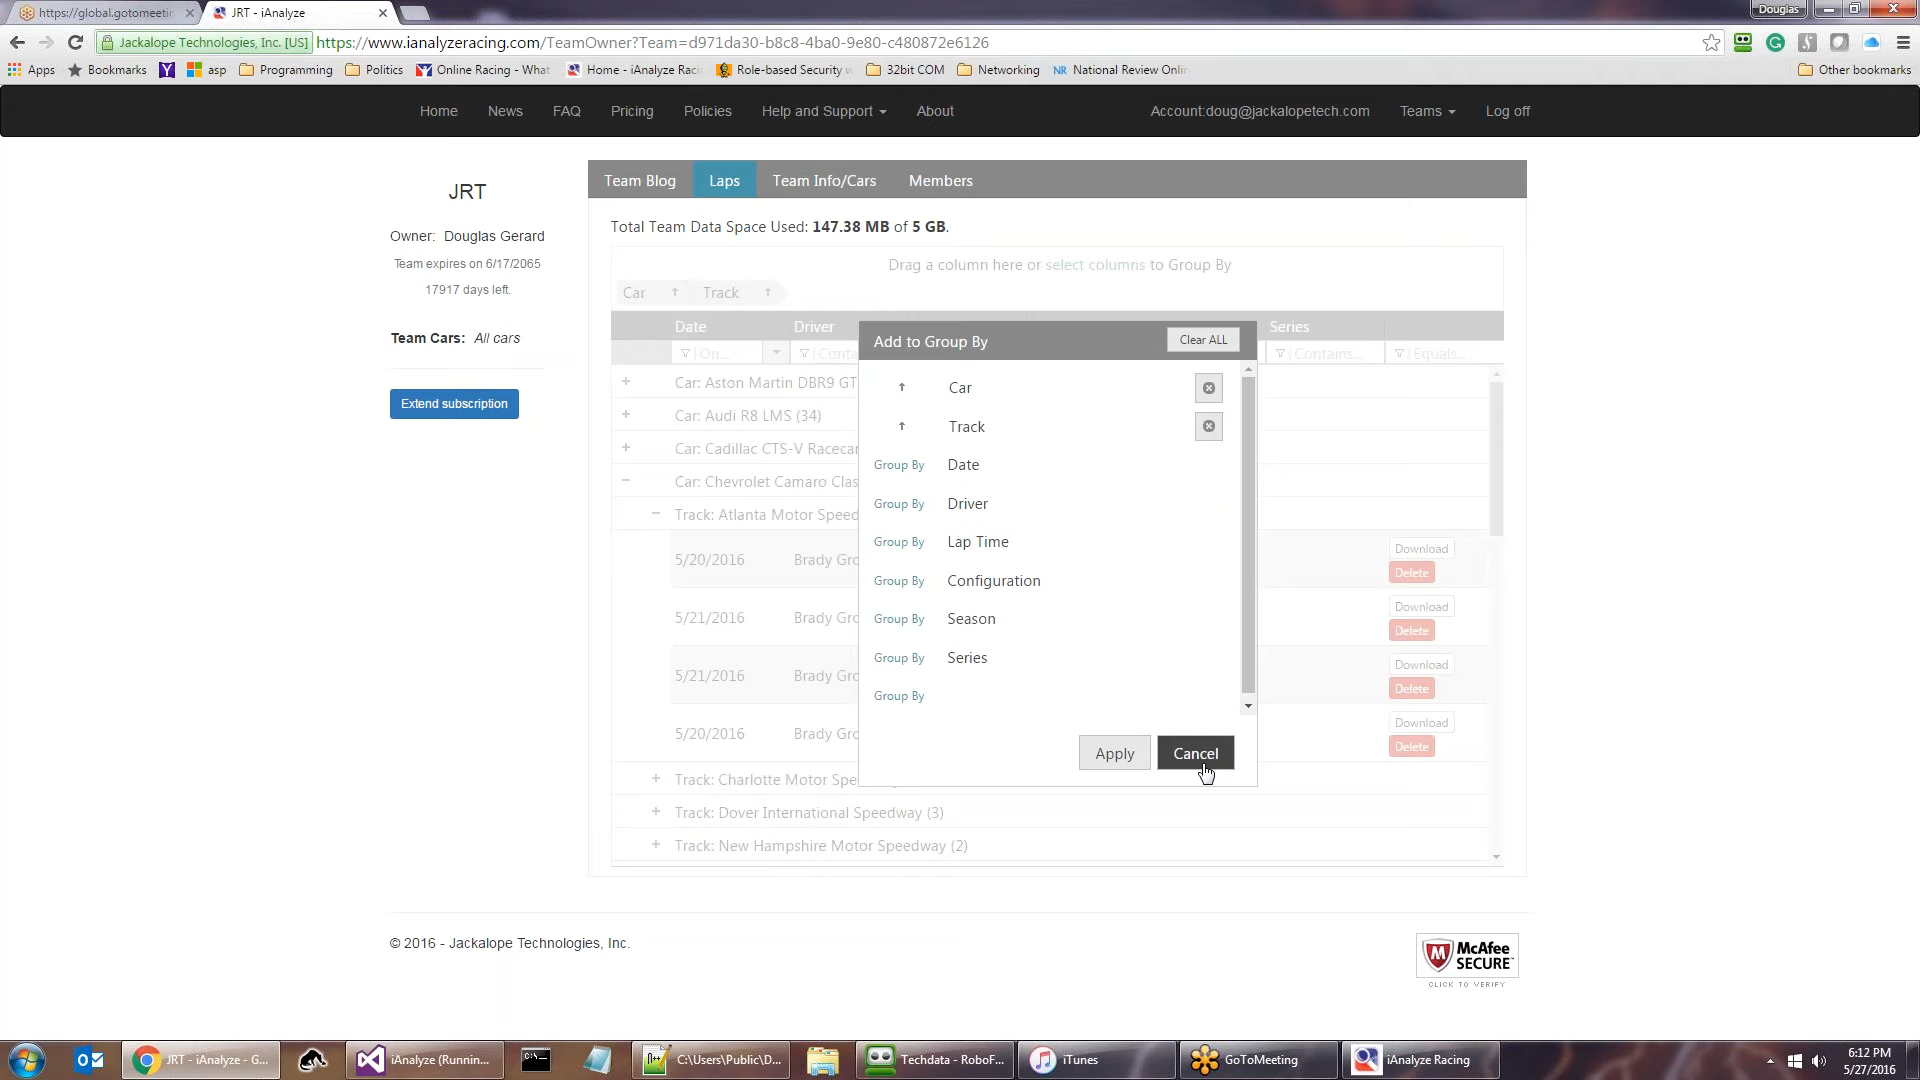 https://global.gotomeetin
JRT - iAnalyze
Douglas
Jackalope Technologies, Inc. [US]
https://www.ianalyzeracing.com/TeamOwner?Team=d971da30-b8c8-4ba0-9e80-c480872e6126
Apps
Bookmarks
asp
Programming
Politics
Online Racing - What
Home - iAnalyze Raci
Role-based Security
32bit COM
Networking
NR National Review Onlin
Other bookmarks
Home
News
FAQ
Pricing
Policies
Help and Support
About
Account:doug@jackalopetech.com
Teams
Log off
JRT
Owner: Douglas Gerard
Team expires on 6/17/2065
17917 days left.
Team Cars: All cars
Extend subscription
Team Blog
Laps
Team Info/Cars
Members
Total Team Data Space Used: 147.38 MB of 5 GB.
Drag a column here or select columns to Group By
Car
Track
Date
Driver
Series
On...
Conta
Contains...
Equals...
Car: Aston Martin DBR9 GT
Car: Audi R8 LMS (34)
Car: Cadillac CTS-V Raceca
Car: Chevrolet Camaro Clas
Track: Atlanta Motor Speed
5/20/2016 Brady Gro
Download
Delete
5/21/2016 Brady Gro
Download
Delete
5/21/2016 Brady Gro
Download
Delete
5/20/2016 Brady Gro
Download
Delete
Track: Charlotte Motor Spe
Track: Dover International Speedway (3)
Track: New Hampshire Motor Speedway (2)
Add to Group By
Clear ALL
Car
Track
Group By Date
Group By Driver
Group By Lap Time
Group By Configuration
Group By Season
Group By Series
Group By
Apply
Cancel
© 2016 - Jackalope Technologies, Inc.
McAfee
SECURE
CLICK TO VERIFY
JRT - iAnalyze - G...
iAnalyze (Runnin...
C:\Users\Public\D...
Techdata - RoboF...
iTunes
GoToMeeting
iAnalyze Racing
6:12 PM
5/27/2016